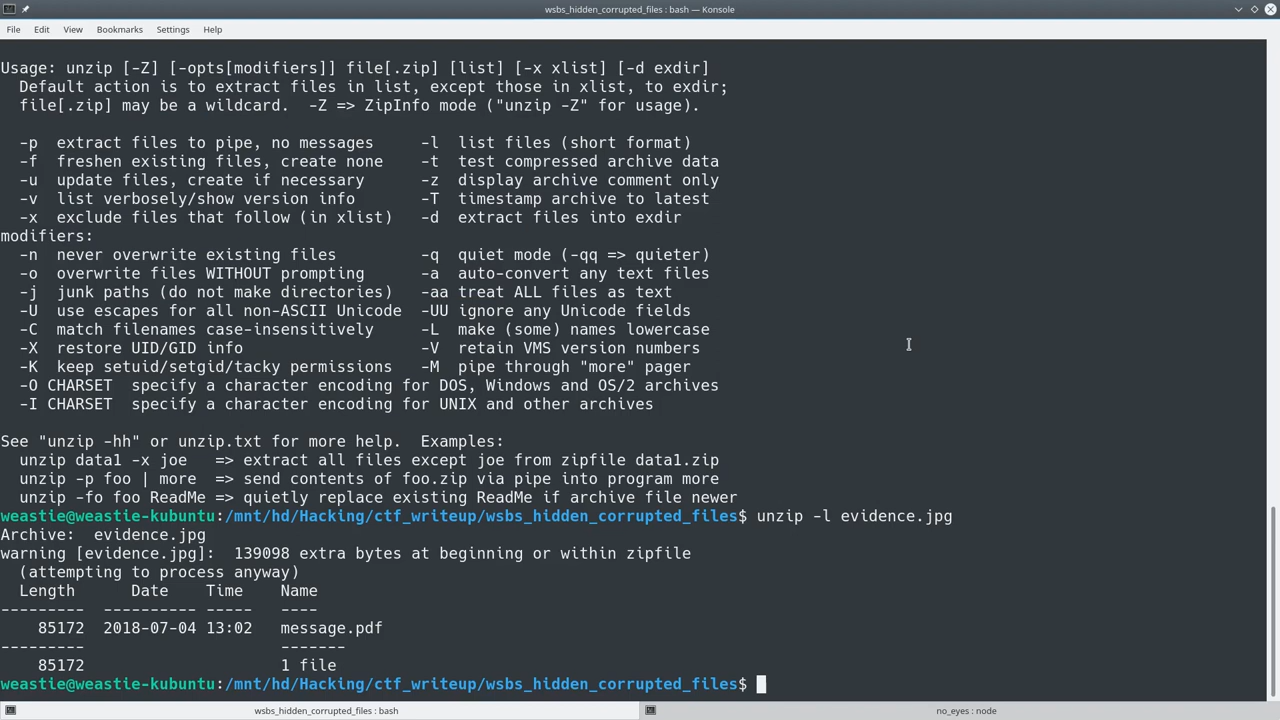 wsbs_hidden_corrupted_files : bash — Konsole
File Edit View Bookmarks Settings Help
Usage: unzip [-Z] [-opts[modifiers]] file[.zip] [list] [-x xlist] [-d exdir]
  Default action is to extract files in list, except those in xlist, to exdir;
  file[.zip] may be a wildcard.  -Z => ZipInfo mode ("unzip -Z" for usage).
  -p  extract files to pipe, no messages     -l  list files (short format)
  -f  freshen existing files, create none    -t  test compressed archive data
  -u  update files, create if necessary      -z  display archive comment only
  -v  list verbosely/show version info       -T  timestamp archive to latest
  -x  exclude files that follow (in xlist)   -d  extract files into exdir
modifiers:
  -n  never overwrite existing files         -q  quiet mode (-qq => quieter)
  -o  overwrite files WITHOUT prompting      -a  auto-convert any text files
  -j  junk paths (do not make directories)   -aa treat ALL files as text
  -U  use escapes for all non-ASCII Unicode  -UU ignore any Unicode fields
  -C  match filenames case-insensitively     -L  make (some) names lowercase
  -X  restore UID/GID info                   -V  retain VMS version numbers
  -K  keep setuid/setgid/tacky permissions   -M  pipe through "more" pager
  -O CHARSET  specify a character encoding for DOS, Windows and OS/2 archives
  -I CHARSET  specify a character encoding for UNIX and other archives
See "unzip -hh" or unzip.txt for more help.  Examples:
  unzip data1 -x joe   => extract all files except joe from zipfile data1.zip
  unzip -p foo | more  => send contents of foo.zip via pipe into program more
  unzip -fo foo ReadMe => quietly replace existing ReadMe if archive file newer
weastie@weastie-kubuntu:/mnt/hd/Hacking/ctf_writeup/wsbs_hidden_corrupted_files$ unzip -l evidence.jpg
Archive:  evidence.jpg
warning [evidence.jpg]:  139098 extra bytes at beginning or within zipfile
  (attempting to process anyway)
  Length      Date    Time    Name
---------  ---------- -----   ----
    85172  2018-07-04 13:02   message.pdf
---------                     -------
    85172                     1 file
weastie@weastie-kubuntu:/mnt/hd/Hacking/ctf_writeup/wsbs_hidden_corrupted_files$
wsbs_hidden_corrupted_files : bash
no_eyes : node